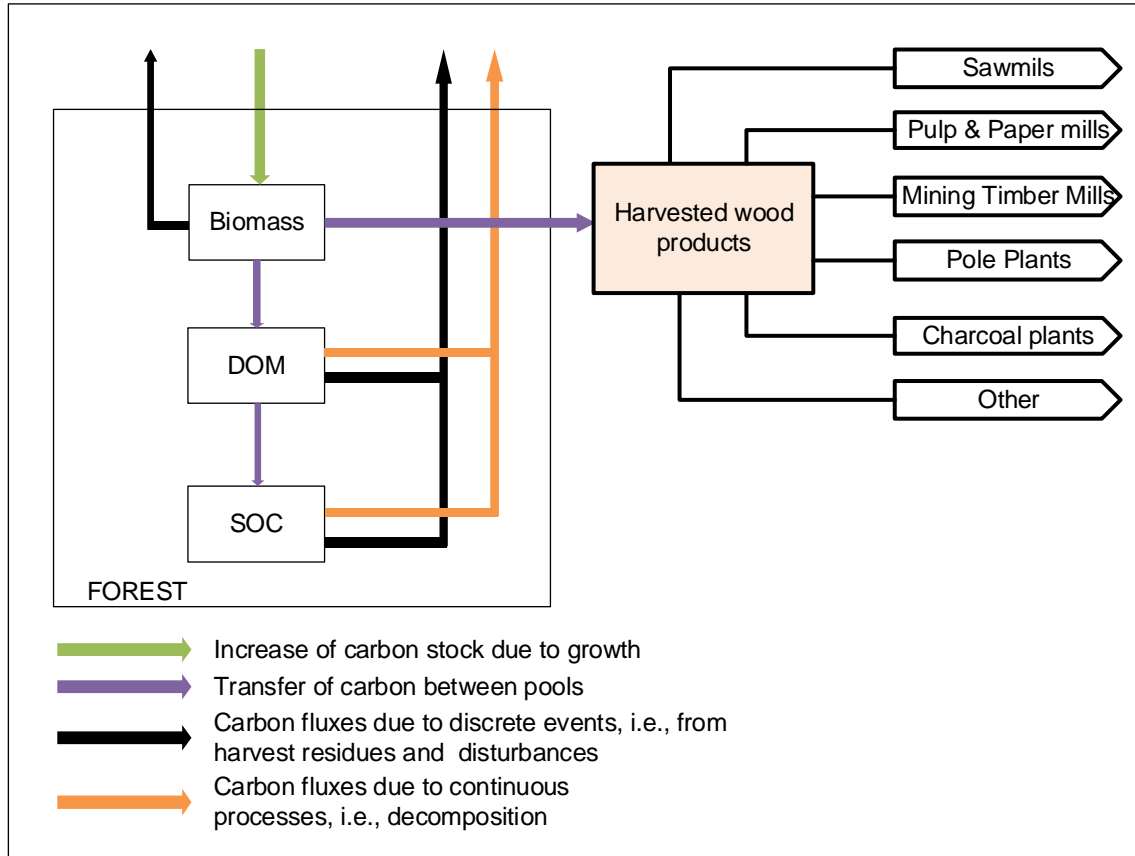 Sawmils
Pulp & Paper mills
Mining Timber Mills
Pole Plants
Charcoal plants
Other
Harvested wood
products
Biomass
DOM
SOC
FOREST
Increase of carbon stock due to growth
Transfer of carbon between pools
Carbon fluxes due to discrete events, i.e., from
harvest residues and disturbances
Carbon fluxes due to continuous
processes, i.e., decomposition